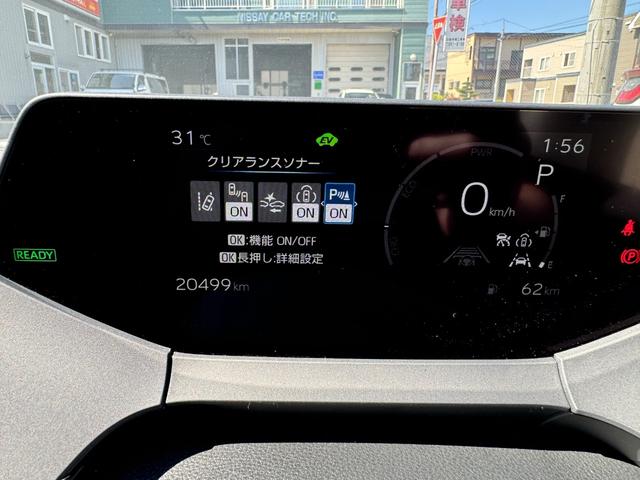 NISSAY CAR TECH INC.
車検
31℃
EV
1:56
クリアランスソナー
PWR
P
ECO
0 km/h
F
ON
ON
P ON
OK:機能 ON/OFF
OK長押し:詳細設定
READY
CHG
E
20499 km
62 km
P